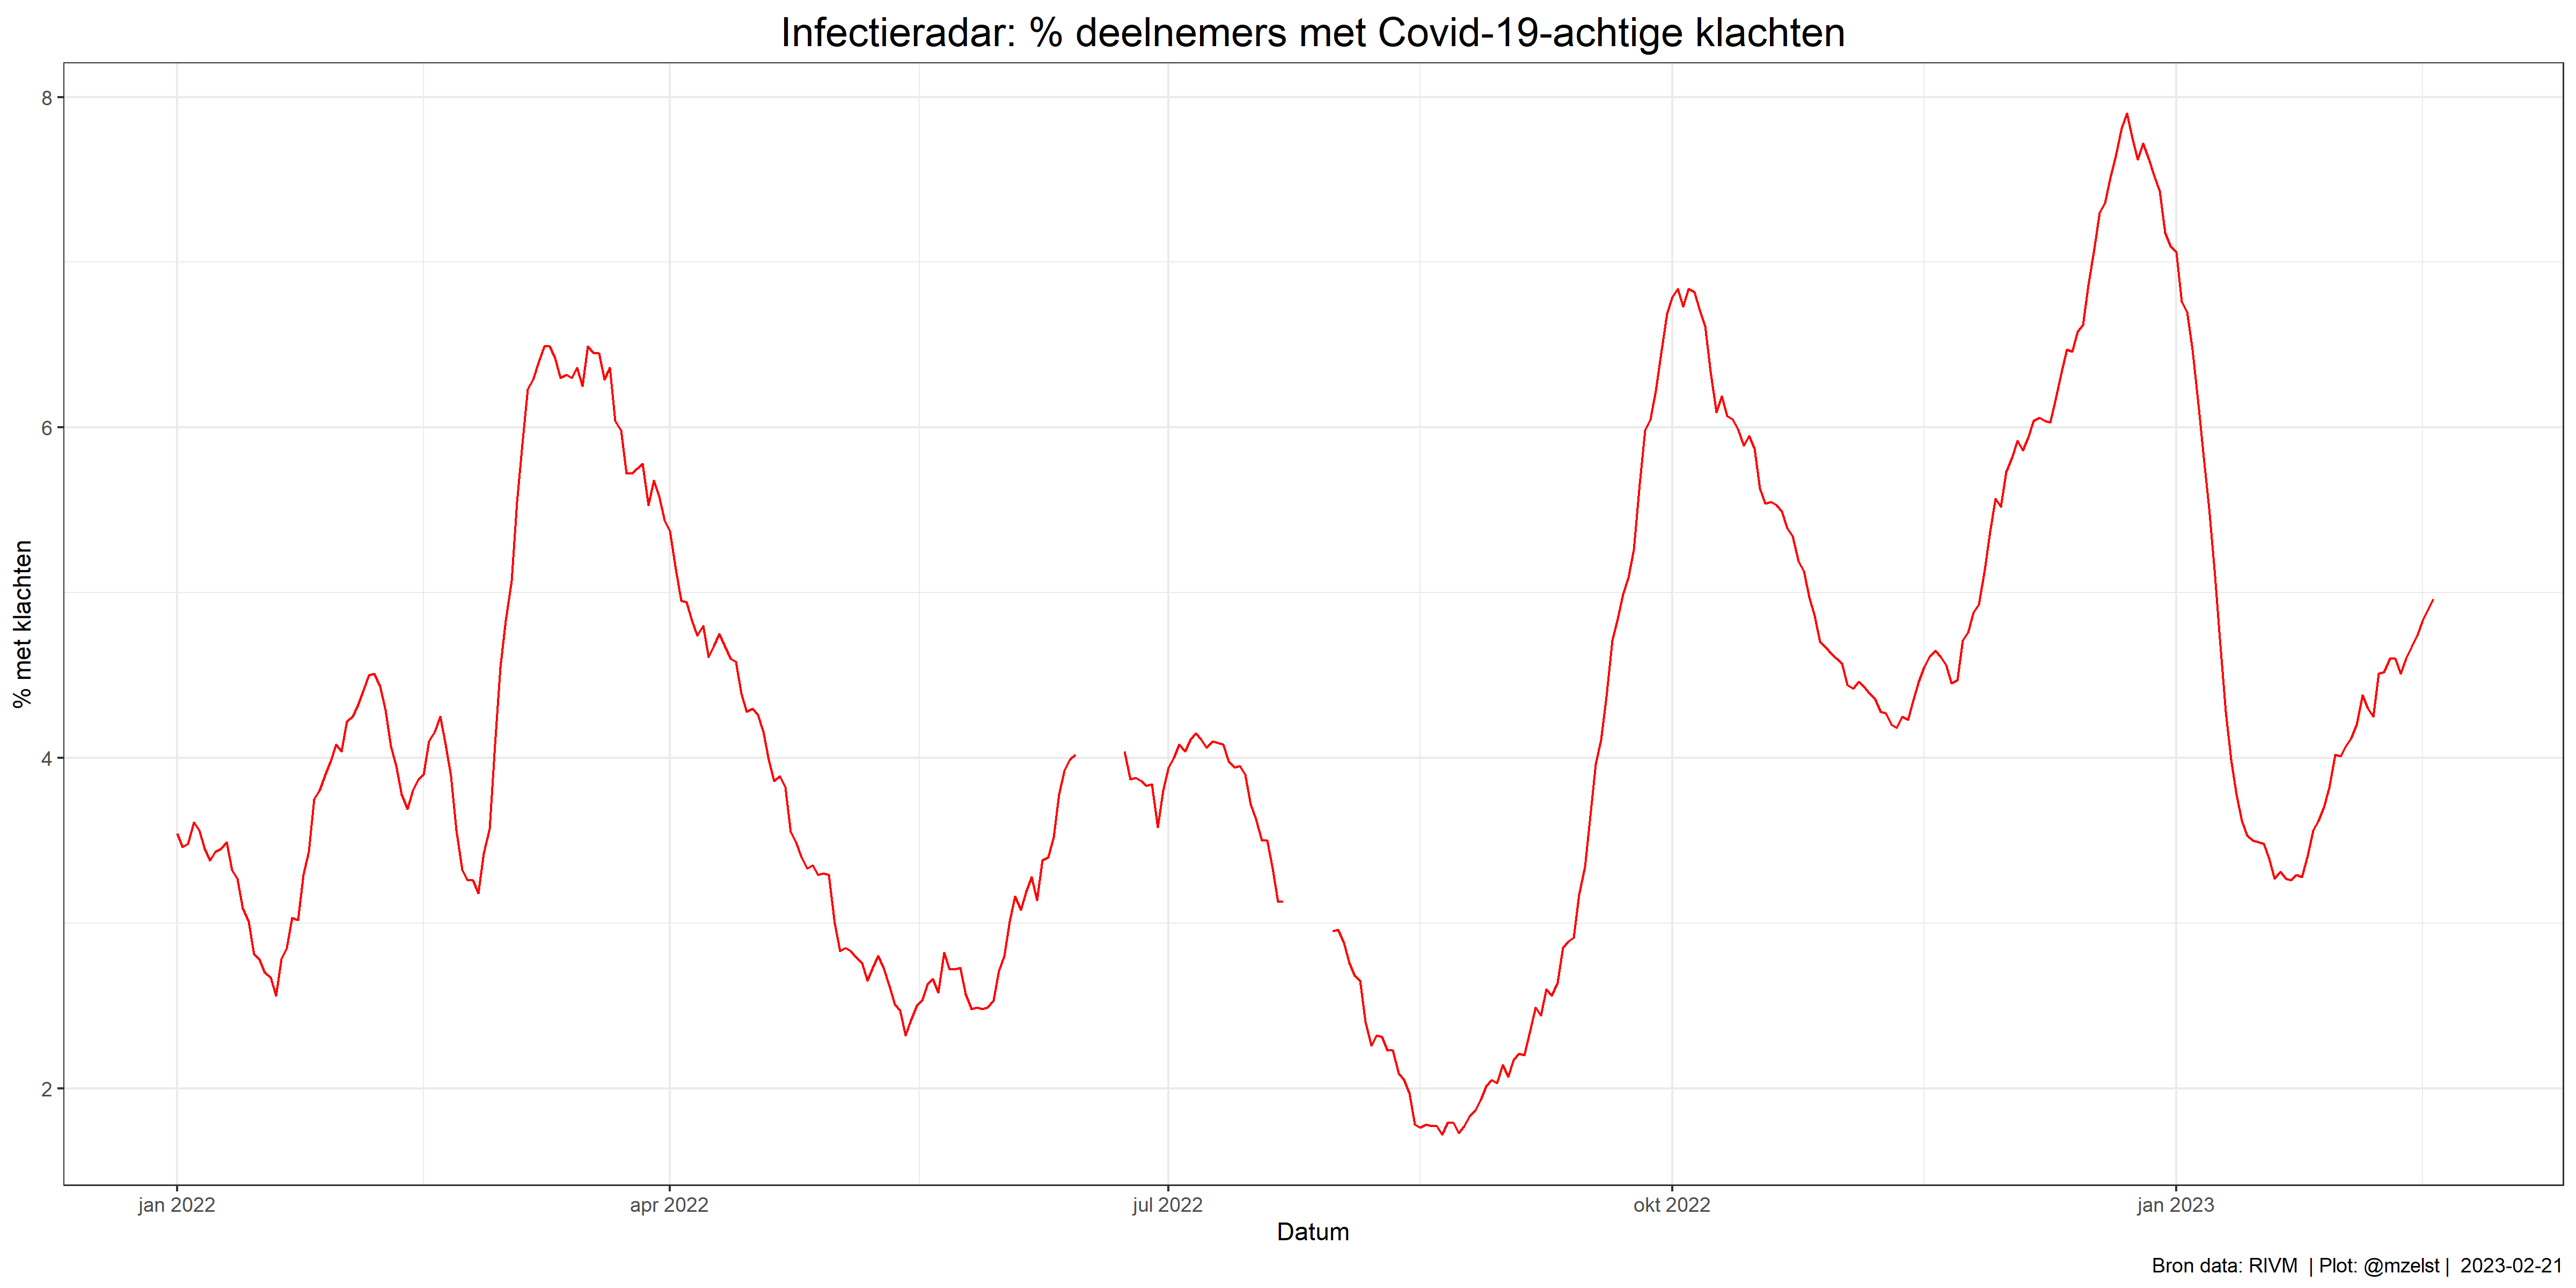 Infectieradar: % deelnemers met Covid-19-achtige klachten
8
6
4
2
% met klachten
jan 2022
apr 2022
jul 2022
okt 2022
jan 2023
Datum
Bron data: RIVM | Plot: @mzelst | 2023-02-21